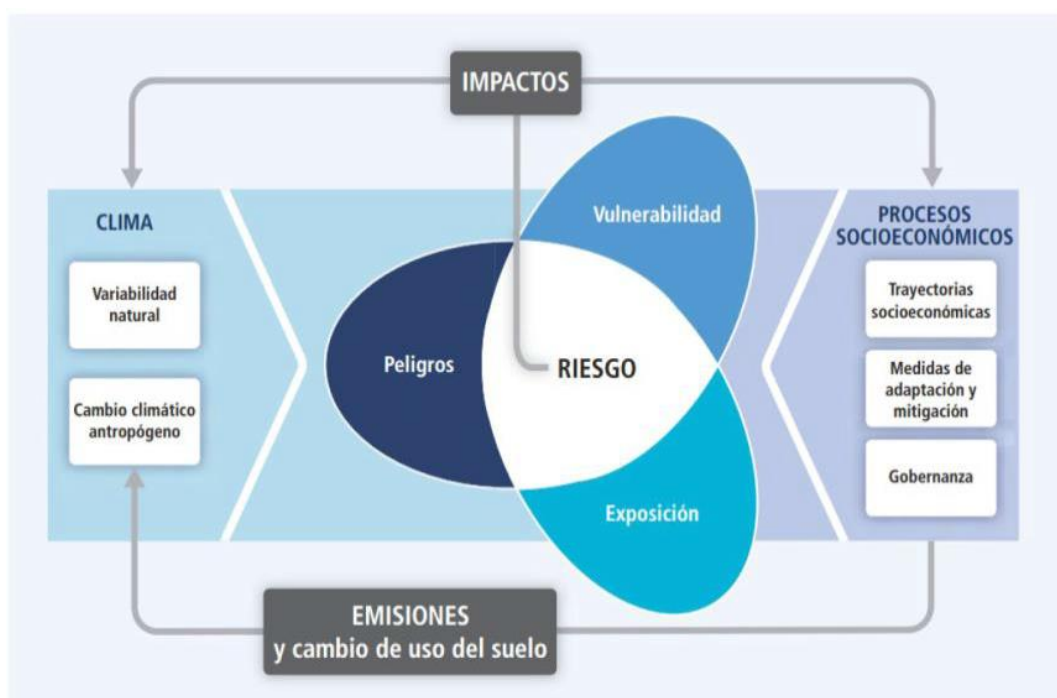 IMPACTOS
CLIMA
Variabilidad
natural
Cambio climático
antropógeno
Vulnerabilidad
Peligros
RIESGO
Exposición
PROCESOS
SOCIOECONÓMICOS
Trayectorias
socioeconómicas
Medidas de
adaptación y
mitigación
Gobernanza
EMISIONES
y cambio de uso del suelo